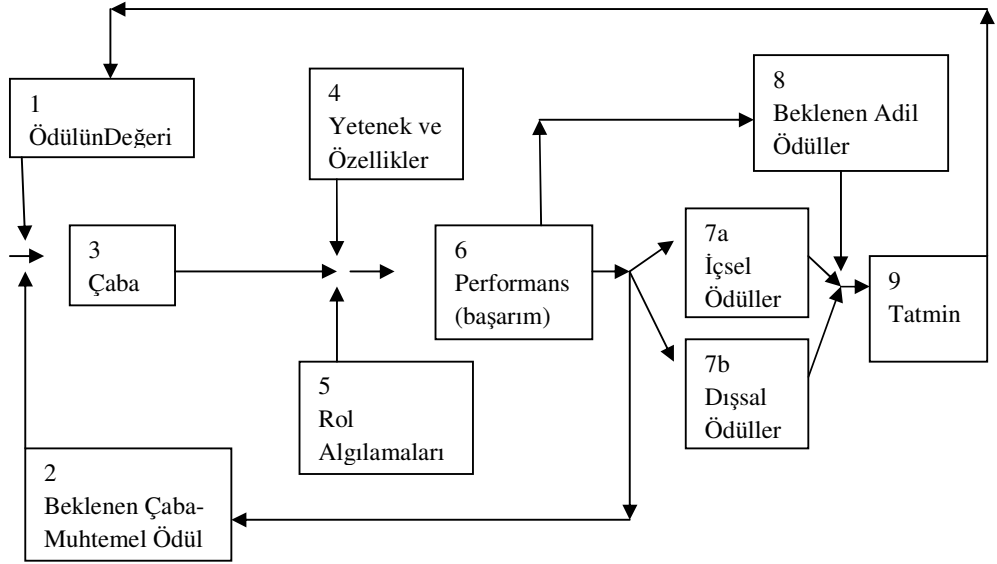 1
ÖdülünDeğeri
2
Beklenen Çaba-
Muhtemel Ödül
3
Çaba
4
Yetenek ve
Özellikler
5
Rol
Algılamaları
6
Performans
(başarım)
7a
İçsel
Ödüller
7b
Dışsal
Ödüller
8
Beklenen Adil
Ödüller
9
Tatmin